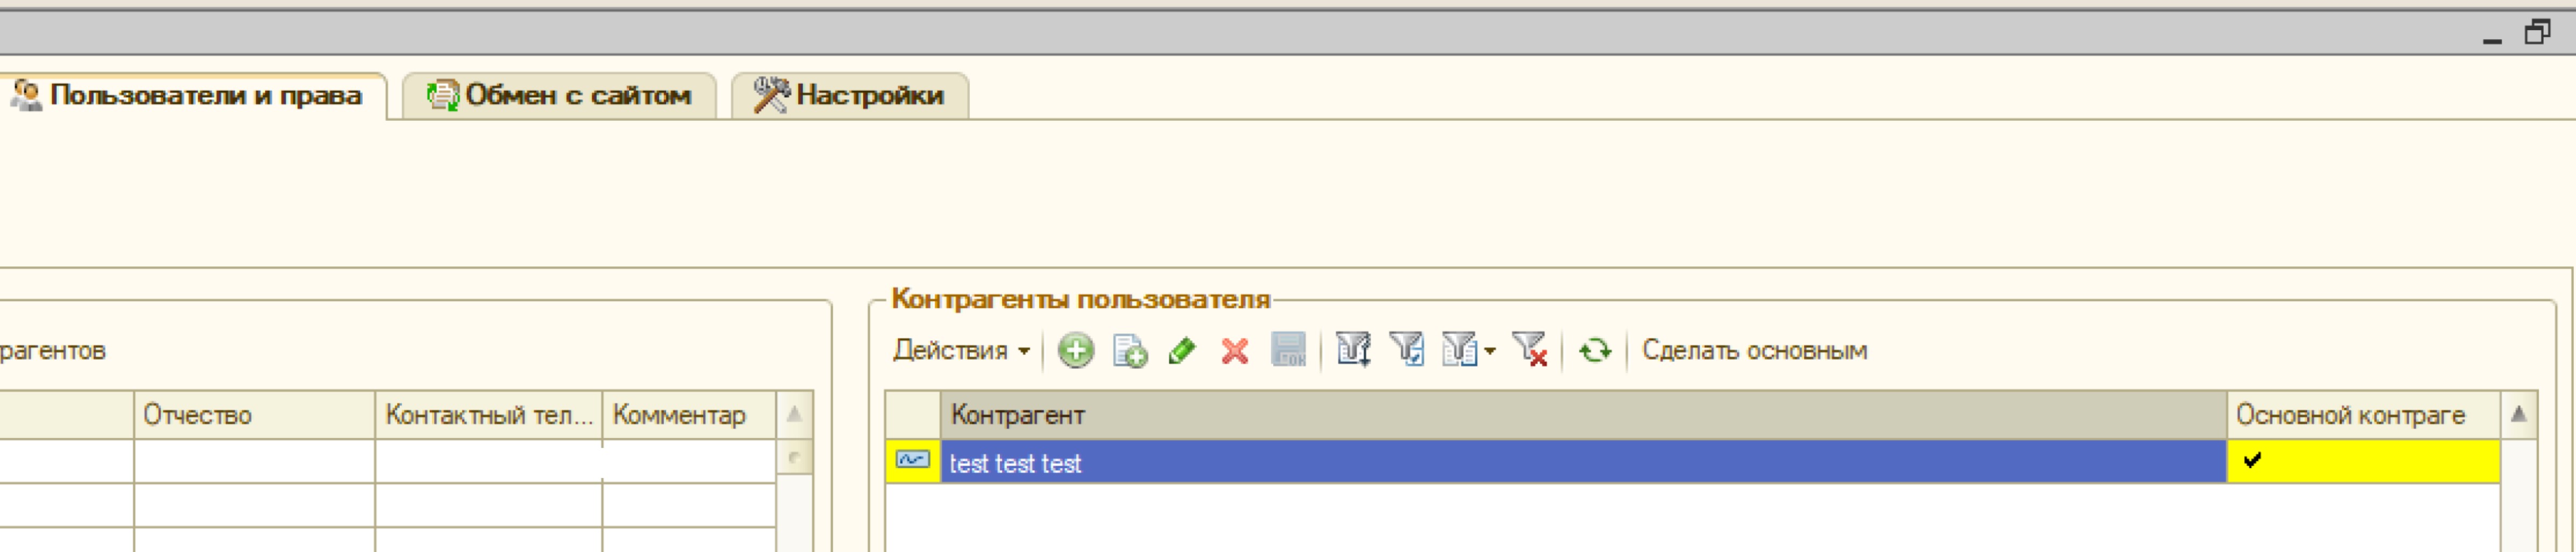 Пользователи и права
Обмен с сайтом
Настройки
рагентов
Отчество
Контактный тел...
Комментар
Контрагенты пользователя
Действия
Сделать основным
Контрагент
Основной контраге
test test test